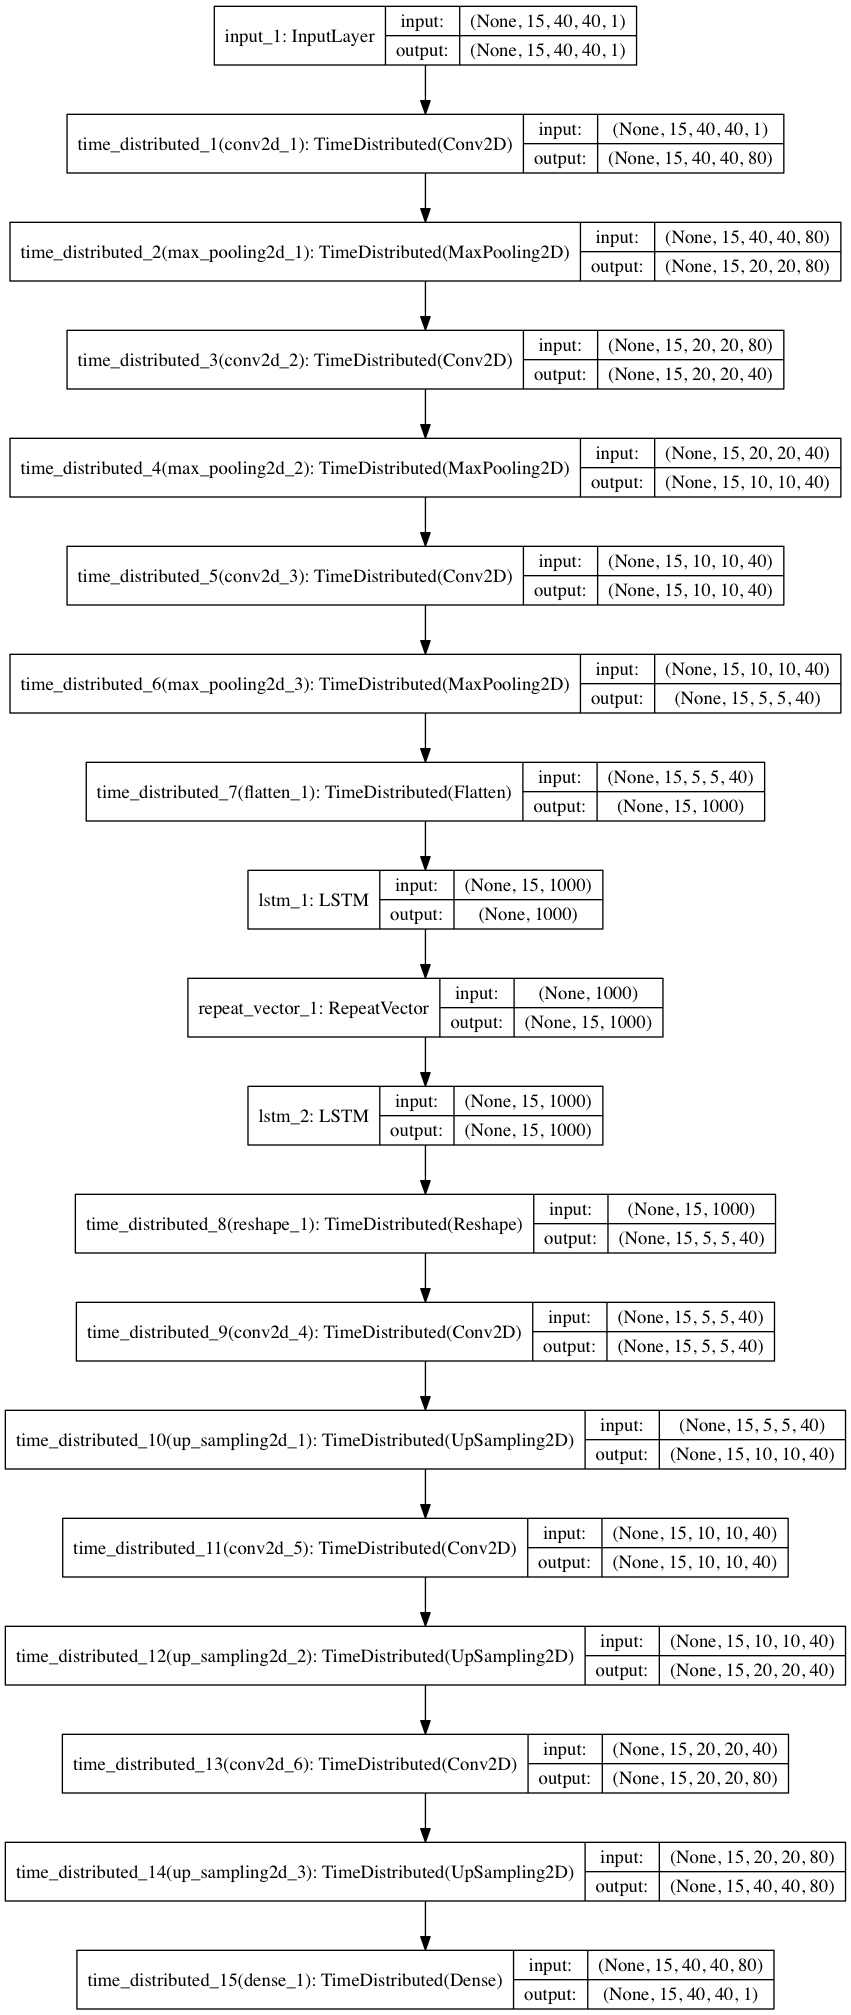 input_1: InputLayer
input: (None, 15, 40, 40, 1)
output: (None, 15, 40, 40, 1)
time_distributed_1(conv2d_1): TimeDistributed(Conv2D)
input: (None, 15, 40, 40, 1)
output: (None, 15, 40, 40, 80)
time_distributed_2(max_pooling2d_1): TimeDistributed(MaxPooling2D)
input: (None, 15, 40, 40, 80)
output: (None, 15, 20, 20, 80)
time_distributed_3(conv2d_2): TimeDistributed(Conv2D)
input: (None, 15, 20, 20, 80)
output: (None, 15, 20, 20, 40)
time_distributed_4(max_pooling2d_2): TimeDistributed(MaxPooling2D)
input: (None, 15, 20, 20, 40)
output: (None, 15, 10, 10, 40)
time_distributed_5(conv2d_3): TimeDistributed(Conv2D)
input: (None, 15, 10, 10, 40)
output: (None, 15, 10, 10, 40)
time_distributed_6(max_pooling2d_3): TimeDistributed(MaxPooling2D)
input: (None, 15, 10, 10, 40)
output: (None, 15, 5, 5, 40)
time_distributed_7(flatten_1): TimeDistributed(Flatten)
input: (None, 15, 5, 5, 40)
output: (None, 15, 1000)
lstm_1: LSTM
input: (None, 15, 1000)
output: (None, 1000)
repeat_vector_1: RepeatVector
input: (None, 1000)
output: (None, 15, 1000)
lstm_2: LSTM
input: (None, 15, 1000)
output: (None, 15, 1000)
time_distributed_8(reshape_1): TimeDistributed(Reshape)
input: (None, 15, 1000)
output: (None, 15, 5, 5, 40)
time_distributed_9(conv2d_4): TimeDistributed(Conv2D)
input: (None, 15, 5, 5, 40)
output: (None, 15, 5, 5, 40)
time_distributed_10(up_sampling2d_1): TimeDistributed(UpSampling2D)
input: (None, 15, 5, 5, 40)
output: (None, 15, 10, 10, 40)
time_distributed_11(conv2d_5): TimeDistributed(Conv2D)
input: (None, 15, 10, 10, 40)
output: (None, 15, 10, 10, 40)
time_distributed_12(up_sampling2d_2): TimeDistributed(UpSampling2D)
input: (None, 15, 10, 10, 40)
output: (None, 15, 20, 20, 40)
time_distributed_13(conv2d_6): TimeDistributed(Conv2D)
input: (None, 15, 20, 20, 40)
output: (None, 15, 20, 20, 80)
time_distributed_14(up_sampling2d_3): TimeDistributed(UpSampling2D)
input: (None, 15, 20, 20, 80)
output: (None, 15, 40, 40, 80)
time_distributed_15(dense_1): TimeDistributed(Dense)
input: (None, 15, 40, 40, 80)
output: (None, 15, 40, 40, 1)